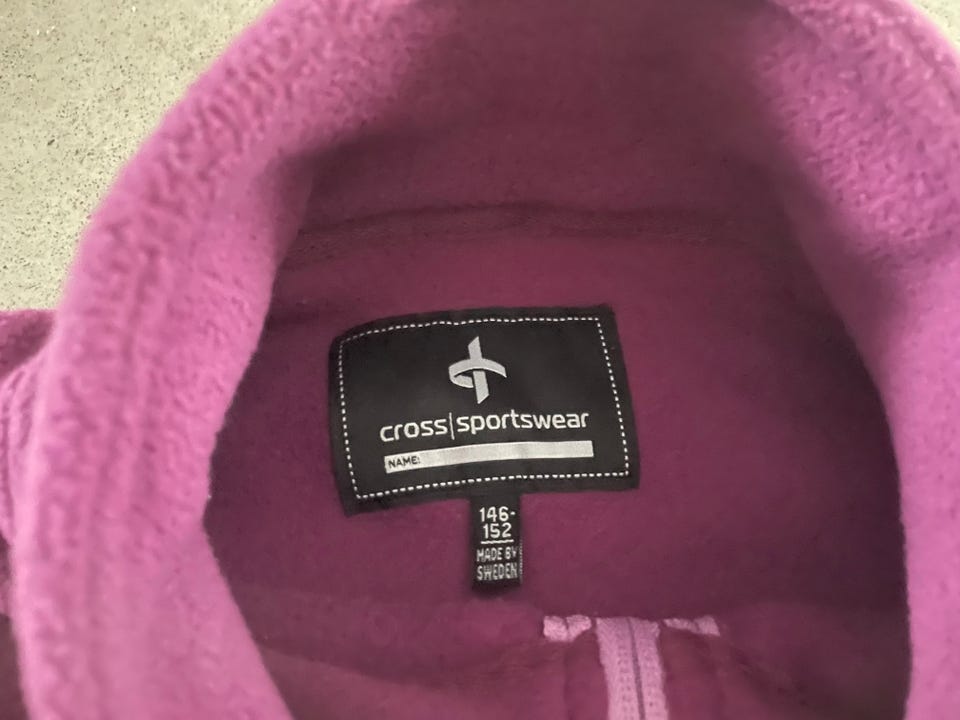 cross|sportswear
NAME:
146-
152
MADE BY
SWEDEN